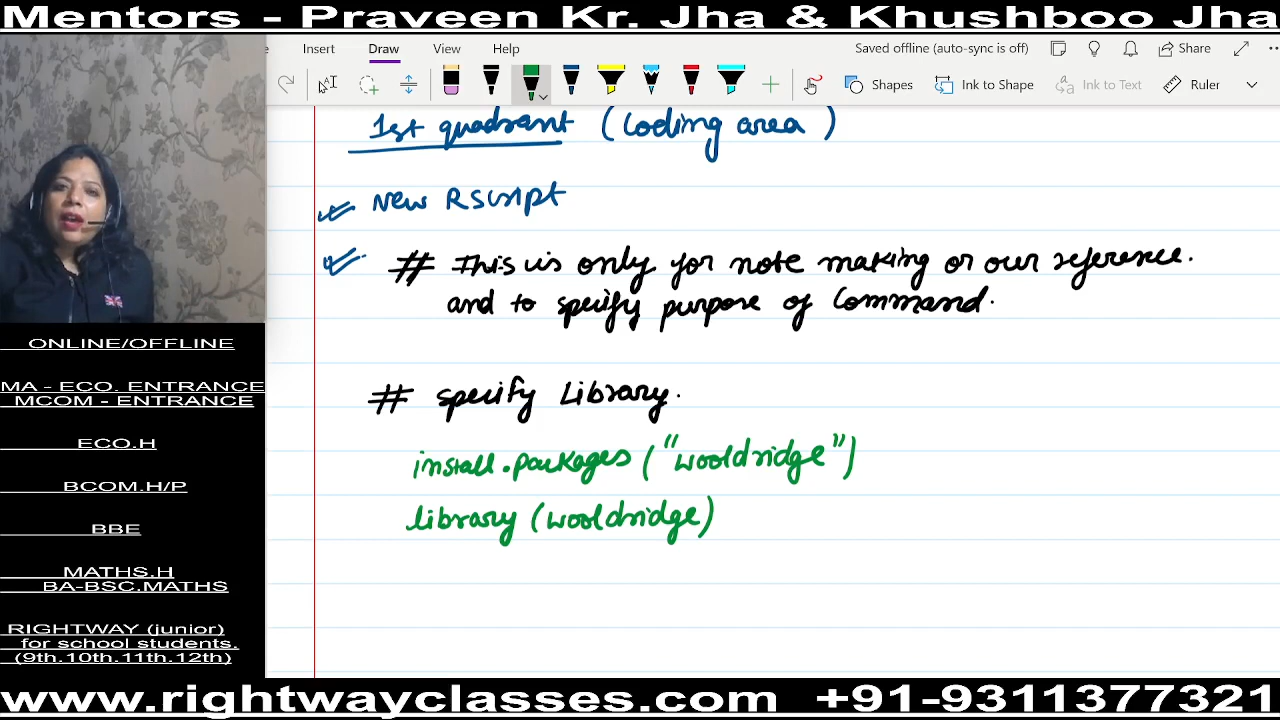 Mentors - Praveen Kr. Jha & Khushboo Jha
Insert Draw View Help
Saved offline (auto-sync is off)
Share
Shapes
Ink to Shape
Ink to Text
Ruler
1st quadrant (Coding area)
New RScript
# This is only for note making or our reference.
and to specify purpose of Command.
# specify Library.
install.packages ("wooldridge")
library (wooldridge)
ONLINE/OFFLINE
MA - ECO. ENTRANCE
MCOM - ENTRANCE
ECO.H
BCOM.H/P
BBE
MATHS.H
BA-BSC.MATHS
RIGHTWAY (junior)
for school students.
(9th.10th.11th.12th)
www.rightwayclasses.com +91-9311377321